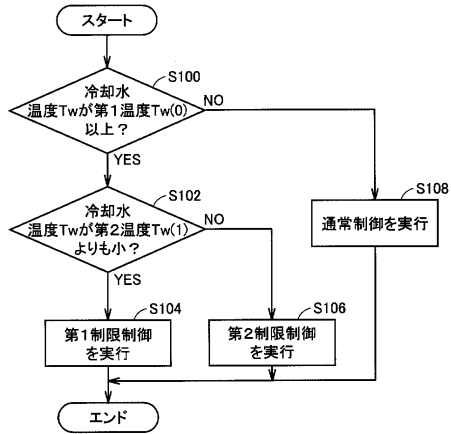 スタート
S100
冷却水
温度Twが第1温度Tw(0)
以上?
NO
YES
S102
冷却水
温度Twが第2温度Tw(1)
よりも小?
NO
YES
S108
通常制御を実行
S104
第1制限制御
を実行
S106
第2制限制御
を実行
エンド